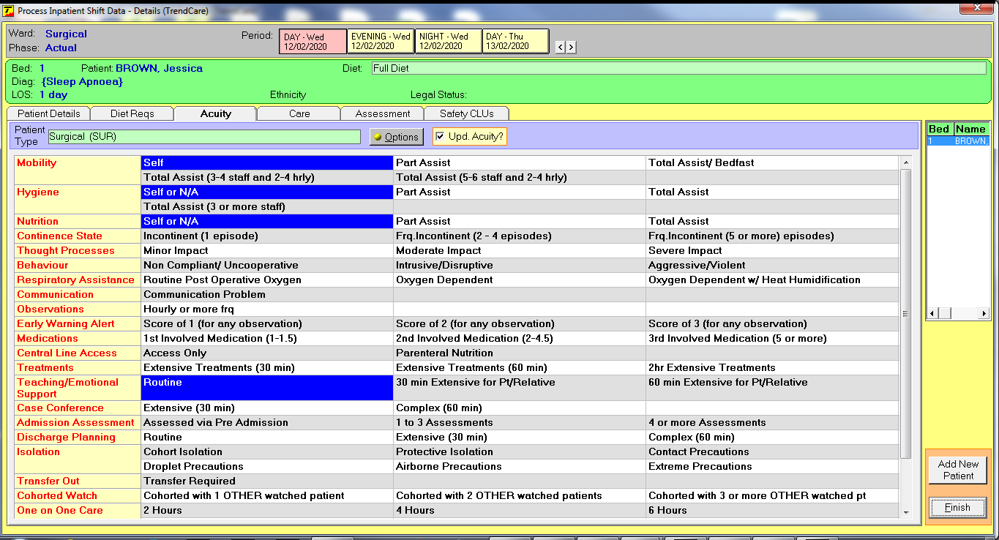 Process Inpatient Shift Data - Details (TrendCare)
Ward: Surgical
Phase: Actual
Period:
DAY - Wed
12/02/2020
EVENING - Wed
12/02/2020
NIGHT - Wed
12/02/2020
DAY - Thu
13/02/2020
Bed: 1 Patient: BROWN, Jessica Diet: Full Diet
Diag: {Sleep Apnoea}
LOS: 1 day Ethnicity Legal Status:
Patient Details Diet Reqs Acuity Care Assessment Safety CLUs
Patient Type Surgical (SUR) Options Upd. Acuity?
Bed Name
1 BROWN,
Mobility Self Part Assist Total Assist/ Bedfast
Total Assist (3-4 staff and 2-4 hrly) Total Assist (5-6 staff and 2-4 hrly)
Hygiene Self or N/A Part Assist Total Assist
Total Assist (3 or more staff)
Nutrition Self or N/A Part Assist Total Assist
Continence State Incontinent (1 episode) Frq.Incontinent (2 - 4 episodes) Frq.Incontinent (5 or more) episodes)
Thought Processes Minor Impact Moderate Impact Severe Impact
Behaviour Non Compliant/ Uncooperative Intrusive/Disruptive Aggressive/Violent
Respiratory Assistance Routine Post Operative Oxygen Oxygen Dependent Oxygen Dependent w/ Heat Humidification
Communication Communication Problem
Observations Hourly or more frq
Early Warning Alert Score of 1 (for any observation) Score of 2 (for any observation) Score of 3 (for any observation)
Medications 1st Involved Medication (1-1.5) 2nd Involved Medication (2-4.5) 3rd Involved Medication (5 or more)
Central Line Access Access Only Parenteral Nutrition
Treatments Extensive Treatments (30 min) Extensive Treatments (60 min) 2hr Extensive Treatments
Teaching/Emotional Support Routine 30 min Extensive for Pt/Relative 60 min Extensive for Pt/Relative
Case Conference Extensive (30 min) Complex (60 min)
Admission Assessment Assessed via Pre Admission 1 to 3 Assessments 4 or more Assessments
Discharge Planning Routine Extensive (30 min) Complex (60 min)
Isolation Cohort Isolation Protective Isolation Contact Precautions
Droplet Precautions Airborne Precautions Extreme Precautions
Transfer Out Transfer Required
Cohorted Watch Cohorted with 1 OTHER watched patient Cohorted with 2 OTHER watched patients Cohorted with 3 or more OTHER watched pt
One on One Care 2 Hours 4 Hours 6 Hours
Add New
Patient
Finish